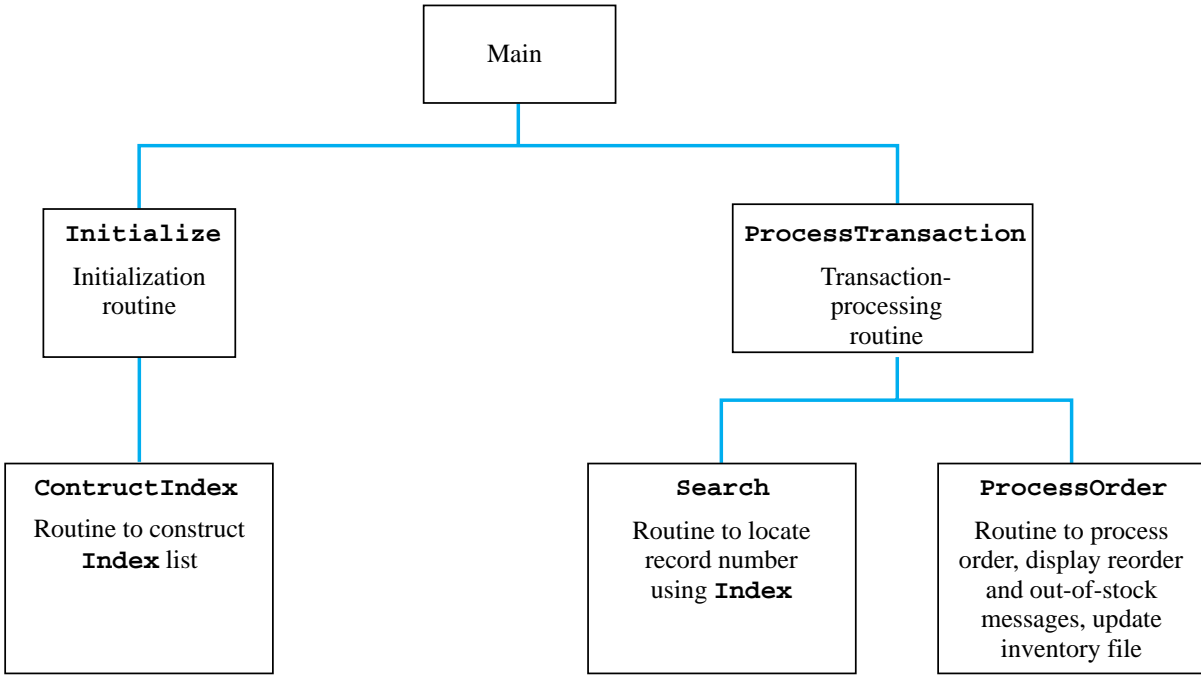 Main
Initialize
Initialization
routine
ProcessTransaction
Transaction-
processing
routine
ContructIndex
Routine to construct
Index list
Search
Routine to locate
record number
using Index
ProcessOrder
Routine to process
order, display reorder
and out-of-stock
messages, update
inventory file